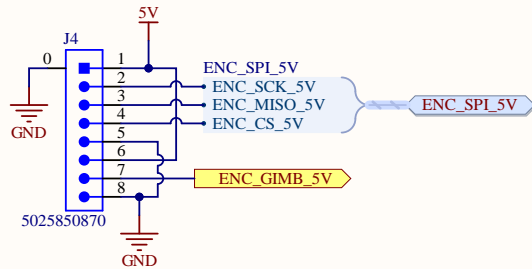 5V
J4
0
1
2
3
4
5
6
7
8
ENC_SPI_5V
ENC_SCK_5V
ENC_MISO_5V
ENC_CS_5V
ENC_SPI_5V
GND
ENC_GIMB_5V
5025850870
GND